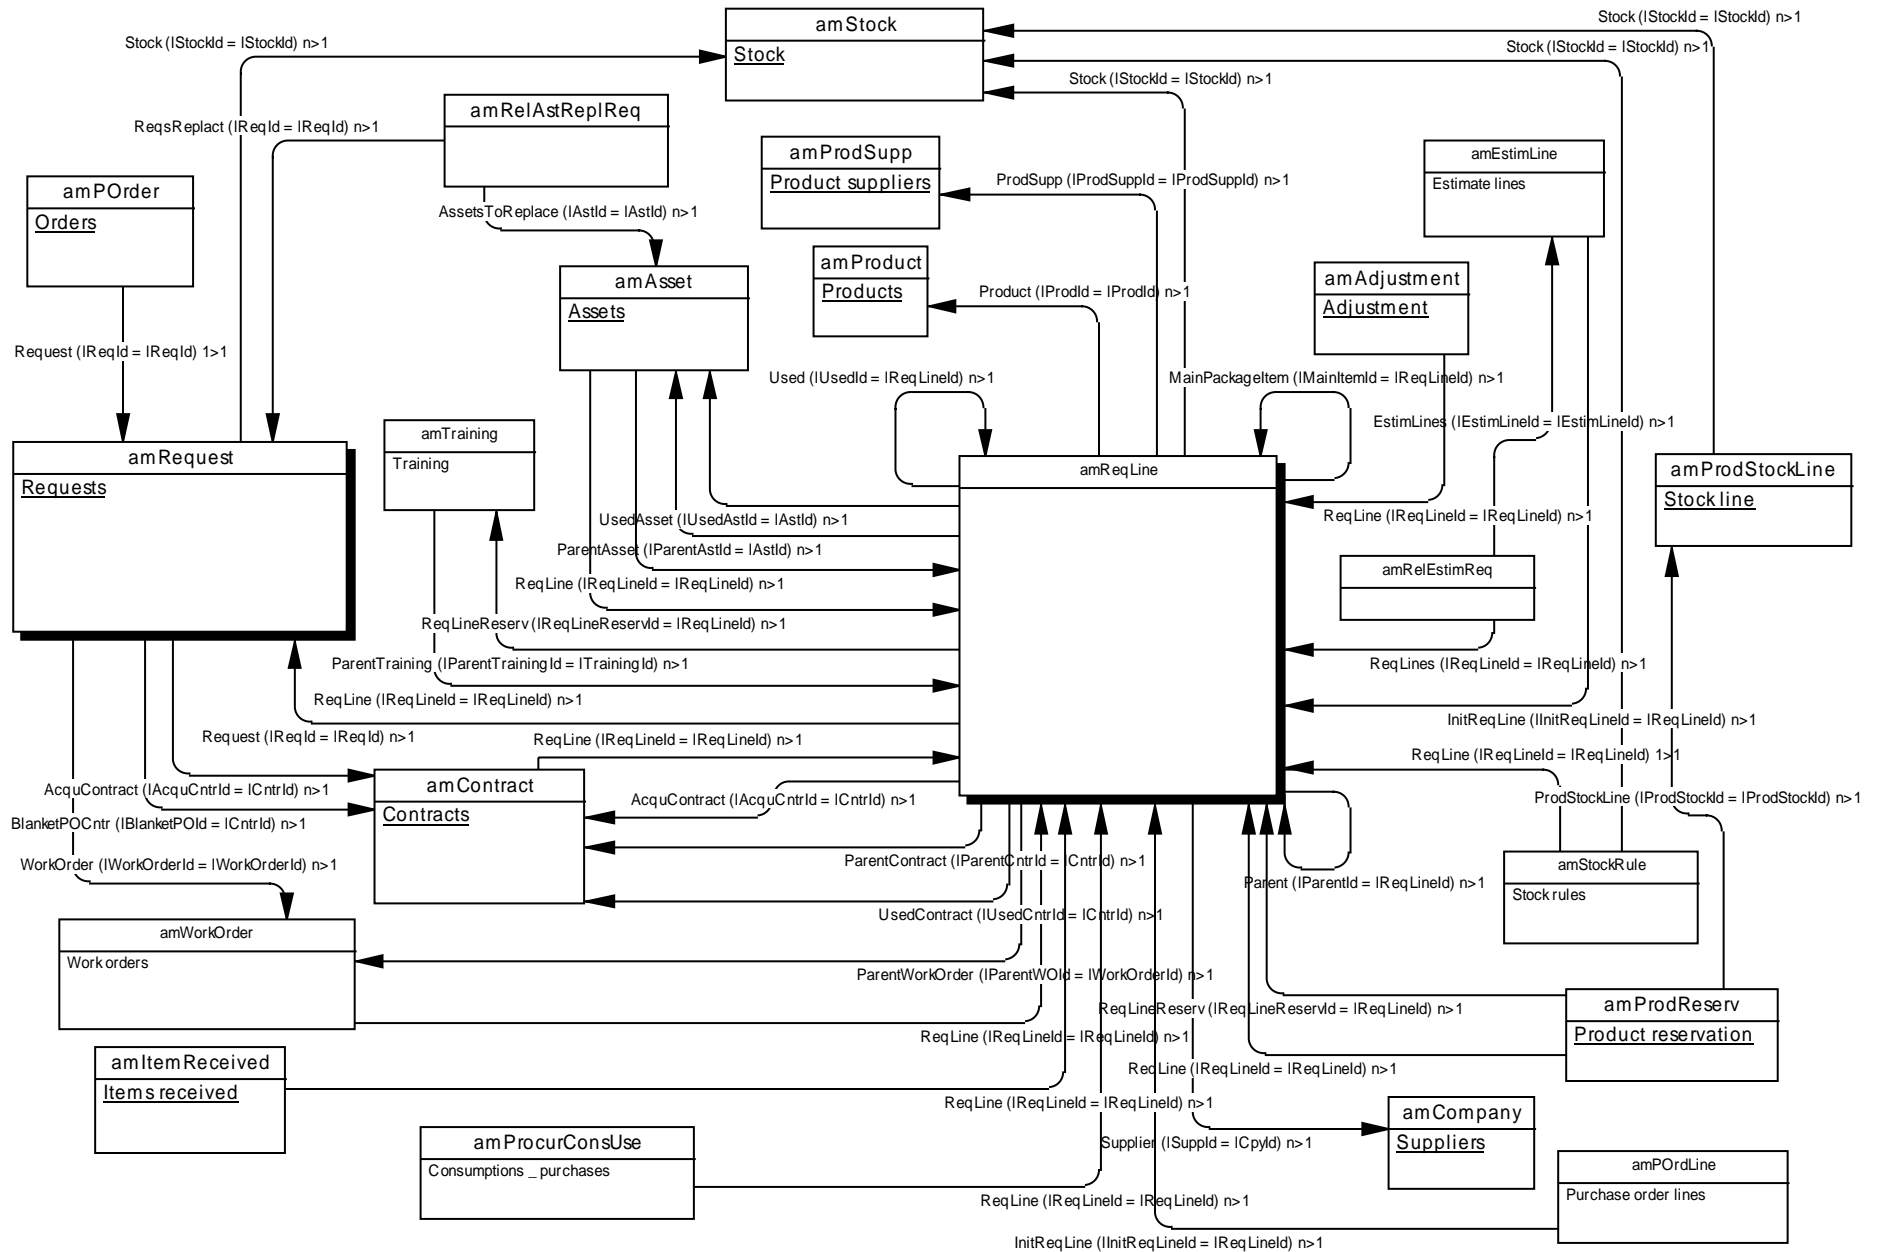 amStock
Stock
Stock (lStockId = lStockId) n>1
Stock (lStockId = lStockId) n>1
Stock (lStockId = lStockId) n>1
Stock (lStockId = lStockId) n>1
amRelAstReplReq
ReqsReplact (lReqId = lReqId) n>1
amProdSupp
Product suppliers
ProdSupp (lProdSuppId = lProdSuppId) n>1
amEstimLine
Estimate lines
amPOrder
Orders
AssetsToReplace (lAstId = lAstId) n>1
amAsset
Assets
amProduct
Products
Product (lProdId = lProdId) n>1
amAdjustment
Adjustment
Request (lReqId = lReqId) 1>1
Used (lUsedId = lReqLineId) n>1
MainPackageItem (lMainItemId = lReqLineId) n>1
EstimLines (lEstimLineId = lEstimLineId) n>1
amTraining
Training
amRequest
Requests
amReqLine
amProdStockLine
Stock line
UsedAsset (lUsedAstId = lAstId) n>1
ReqLine (lReqLineId = lReqLineId) n>1
ParentAsset (lParentAstId = lAstId) n>1
amRelEstimReq
ReqLine (lReqLineId = lReqLineId) n>1
ReqLineReserv (lReqLineReservId = lReqLineId) n>1
ParentTraining (lParentTrainingId = lTrainingId) n>1
ReqLines (lReqLineId = lReqLineId) n>1
ReqLine (lReqLineId = lReqLineId) n>1
InitReqLine (lInitReqLineId = lReqLineId) n>1
Request (lReqId = lReqId) n>1
ReqLine (lReqLineId = lReqLineId) n>1
ReqLine (lReqLineId = lReqLineId) 1>1
amContract
Contracts
AcquContract (lAcquCntrId = lCntrId) n>1
AcquContract (lAcquCntrId = lCntrId) n>1
ProdStockLine (lProdStockId = lProdStockId) n>1
BlanketPOCntr (lBlanketPOId = lCntrId) n>1
WorkOrder (lWorkOrderId = lWorkOrderId) n>1
ParentContract (lParentCntrId = lCntrId) n>1
Parent (lParentId = lReqLineId) n>1
amStockRule
Stock rules
UsedContract (lUsedCntrId = lCntrId) n>1
amWorkOrder
Work orders
ParentWorkOrder (lParentWOId = lWorkOrderId) n>1
ReqLineReserv (lReqLineReservId = lReqLineId) n>1
amProdReserv
Product reservation
ReqLine (lReqLineId = lReqLineId) n>1
amItemReceived
Items received
ReqLine (lReqLineId = lReqLineId) n>1
ReqLine (lReqLineId = lReqLineId) n>1
amCompany
Suppliers
amProcurConsUse
Consumptions _ purchases
Supplier (lSuppId = lCpyId) n>1
amPOrdLine
Purchase order lines
ReqLine (lReqLineId = lReqLineId) n>1
InitReqLine (lInitReqLineId = lReqLineId) n>1